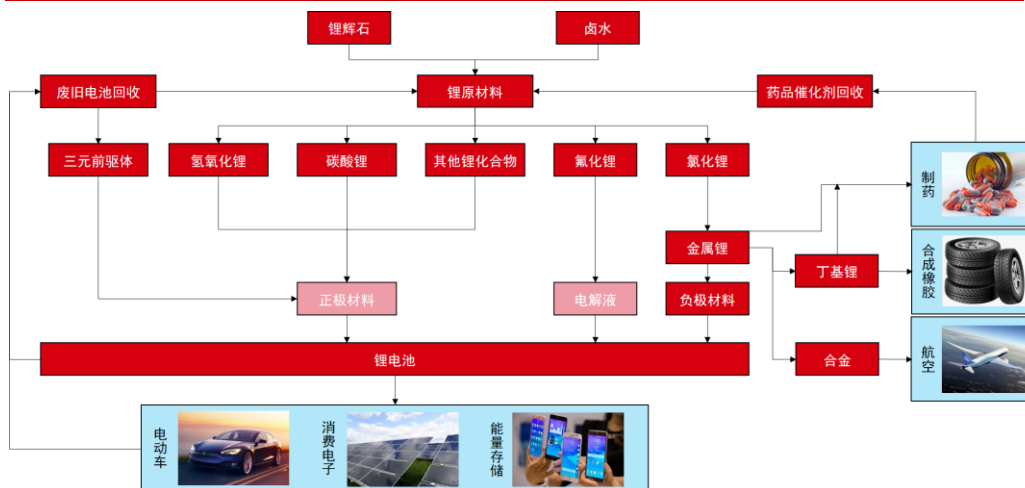 锂辉石
卤水
废旧电池回收
锂原材料
药品催化剂回收
三元前驱体
氢氧化锂
碳酸锂
其他锂化合物
氟化锂
氯化锂
制药
金属锂
丁基锂
合成橡胶
正极材料
电解液
负极材料
锂电池
合金
航空
电动车
消费电子
能量存储